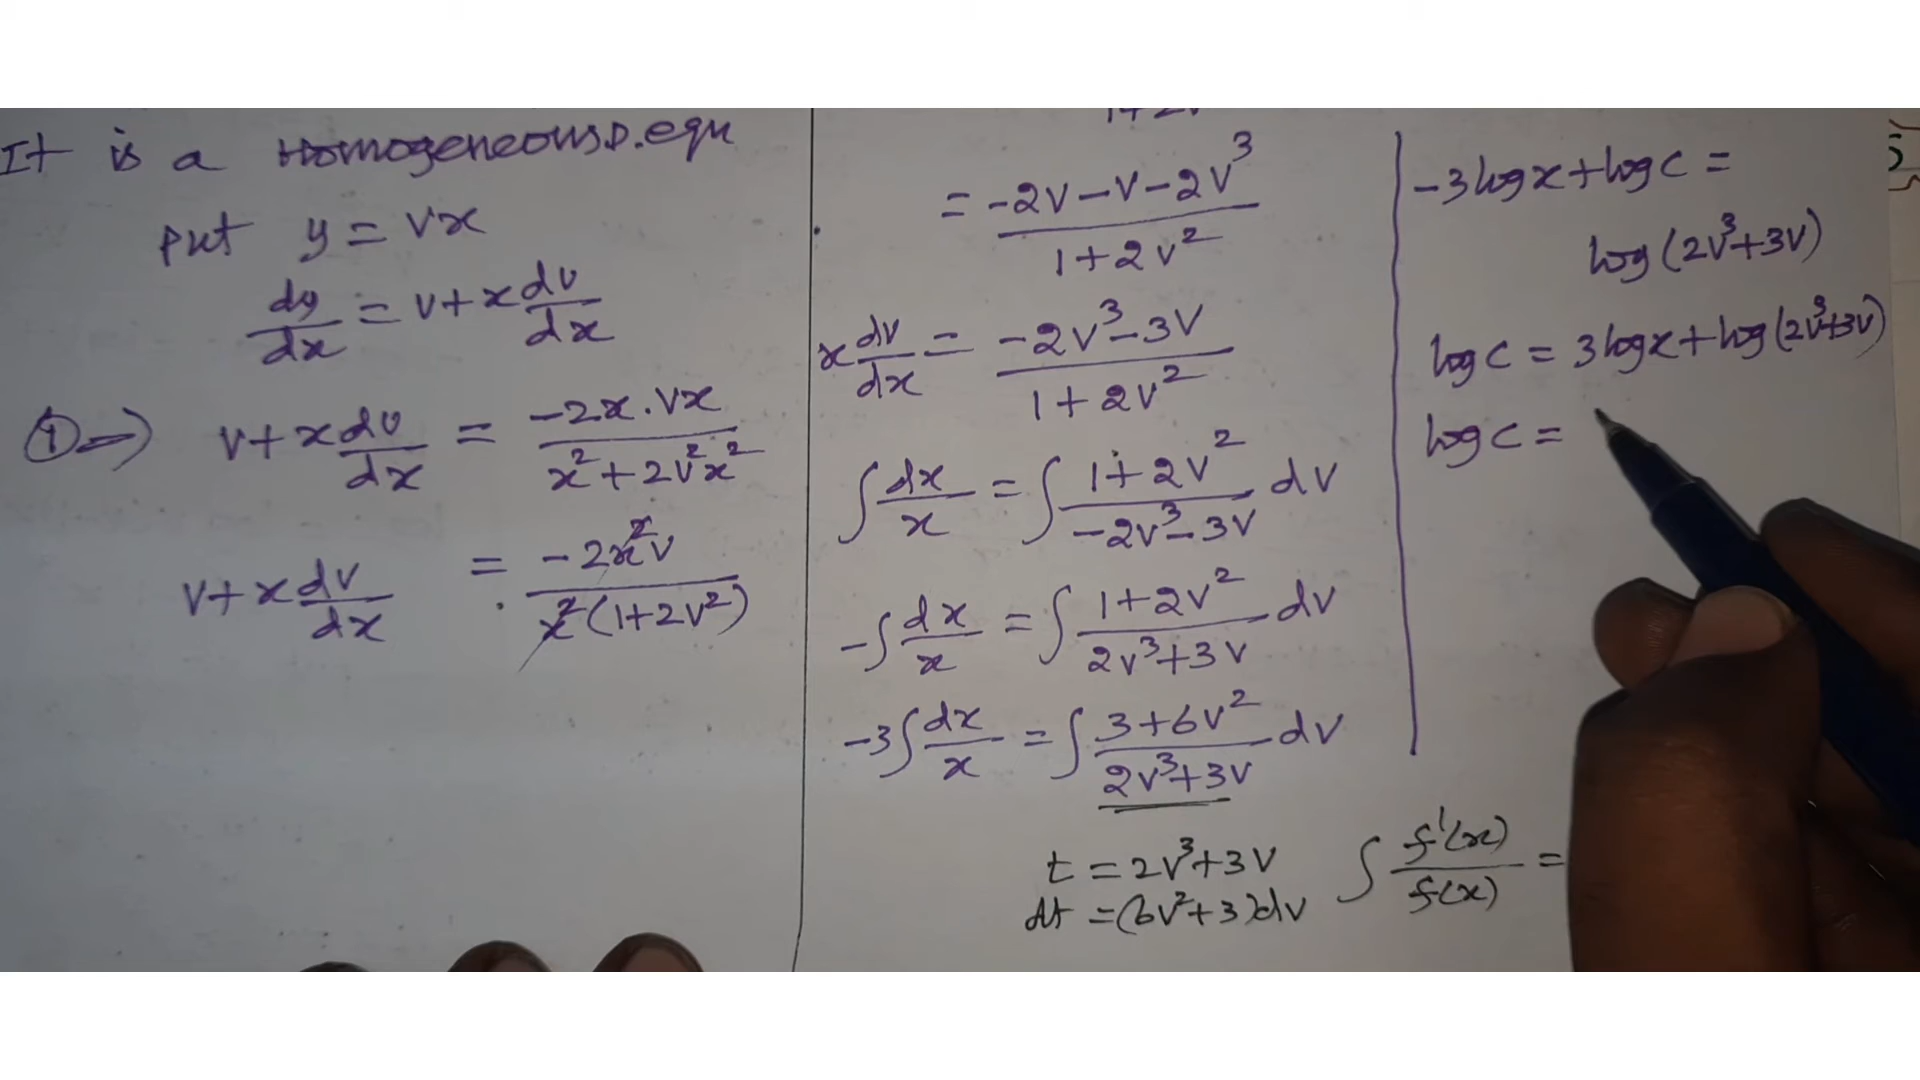 It is a Homogeneous D.equ
put y = vx
dy/dx = v+x dv/dx
① => v+x dv/dx = -2x.vx / x²+2v²x²
v+x dv/dx = -2x²v / x²(1+2v²)
= -2v-v-2v³ / 1+2v²
x dv/dx = -2v³-3v / 1+2v²
∫ dx/x = ∫ 1+2v² / -2v³-3v dv
-∫ dx/x = ∫ 1+2v² / 2v³+3v dv
-3∫ dx/x = ∫ 3+6v² / 2v³+3v dv
t = 2v³+3v
dt = (6v²+3)dv
∫ f'(x)/f(x) =
-3logx+logc =
log(2v³+3v)
logc = 3logx+log(2v³+3v)
logc =